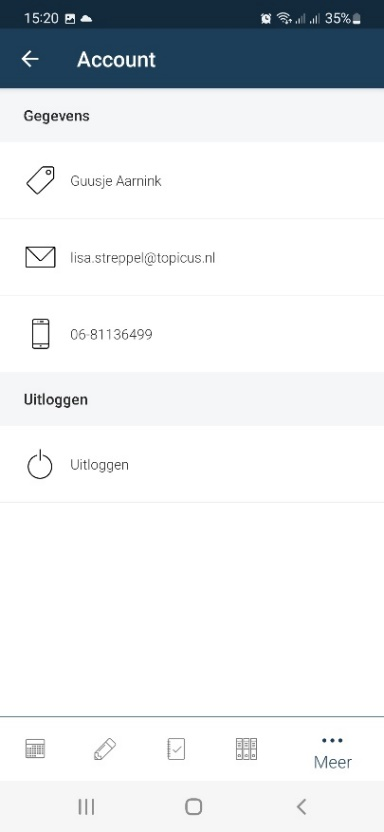 15:20 35%
Account
Gegevens
Guusje Aarnink
lisa.streppel@topicus.nl
06-81136499
Uitloggen
Uitloggen
Meer